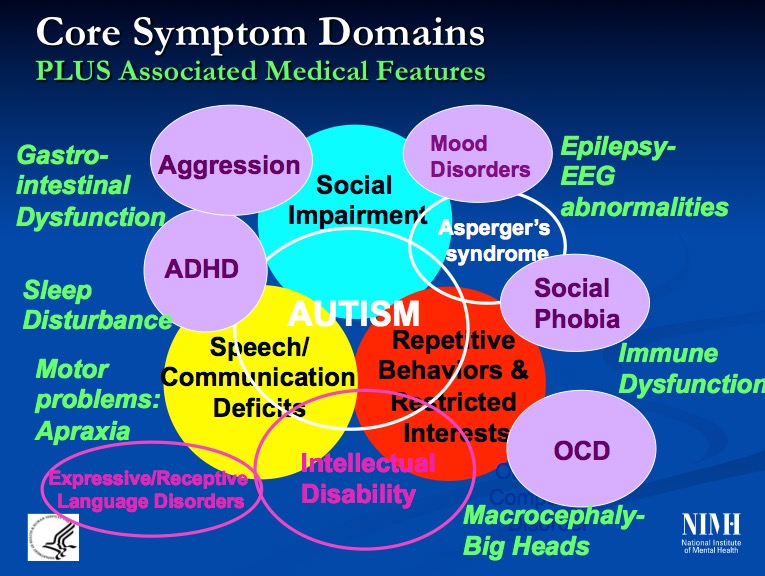 Core Symptom Domains
PLUS Associated Medical Features
Gastro-
intestinal
Dysfunction
Aggression
Social
Impairment
Mood
Disorders
Epilepsy-
EEG
abnormalities
Asperger's
syndrome
ADHD
Sleep
Disturbance
AUTISM
Social
Phobia
Speech/
Communication
Deficits
Repetitive
Behaviors &
Restricted
Interests
Immune
Dysfunction
Motor
problems:
Apraxia
OCD
Expressive/Receptive
Language Disorders
Intellectual
Disability
Macrocephaly-
Big Heads
NIMH
National Institute
of Mental Health